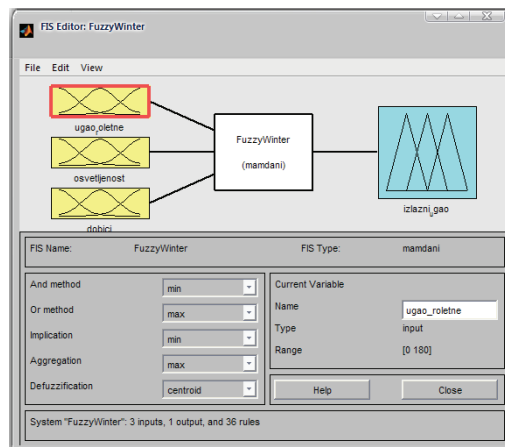 FIS Editor: FuzzyWinter
File Edit View
ugaoroletne
osvetljenost
dobici
FuzzyWinter
(mamdani)
izlazniugao
FIS Name: FuzzyWinter FIS Type: mamdani
And method min
Or method max
Implication min
Aggregation max
Defuzzification centroid
Current Variable
Name ugao_roletne
Type input
Range [0 180]
Help Close
System "FuzzyWinter": 3 inputs, 1 output, and 36 rules